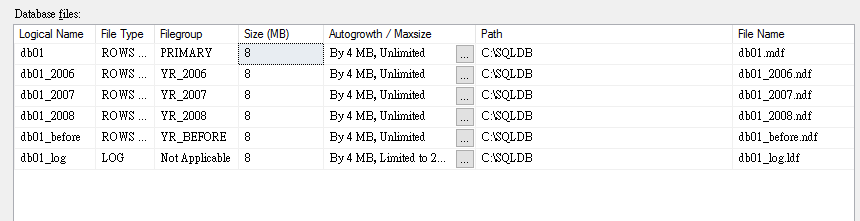 Database files:
Logical Name File Type Filegroup Size (MB) Autogrowth / Maxsize Path File Name
db01 ROWS ... PRIMARY 8 By 4 MB, Unlimited ... C:\SQLDB db01.mdf
db01_2006 ROWS ... YR_2006 8 By 4 MB, Unlimited ... C:\SQLDB db01_2006.ndf
db01_2007 ROWS ... YR_2007 8 By 4 MB, Unlimited ... C:\SQLDB db01_2007.ndf
db01_2008 ROWS ... YR_2008 8 By 4 MB, Unlimited ... C:\SQLDB db01_2008.ndf
db01_before ROWS ... YR_BEFORE 8 By 4 MB, Unlimited ... C:\SQLDB db01_before.ndf
db01_log LOG Not Applicable 8 By 4 MB, Limited to 2... ... C:\SQLDB db01_log.ldf